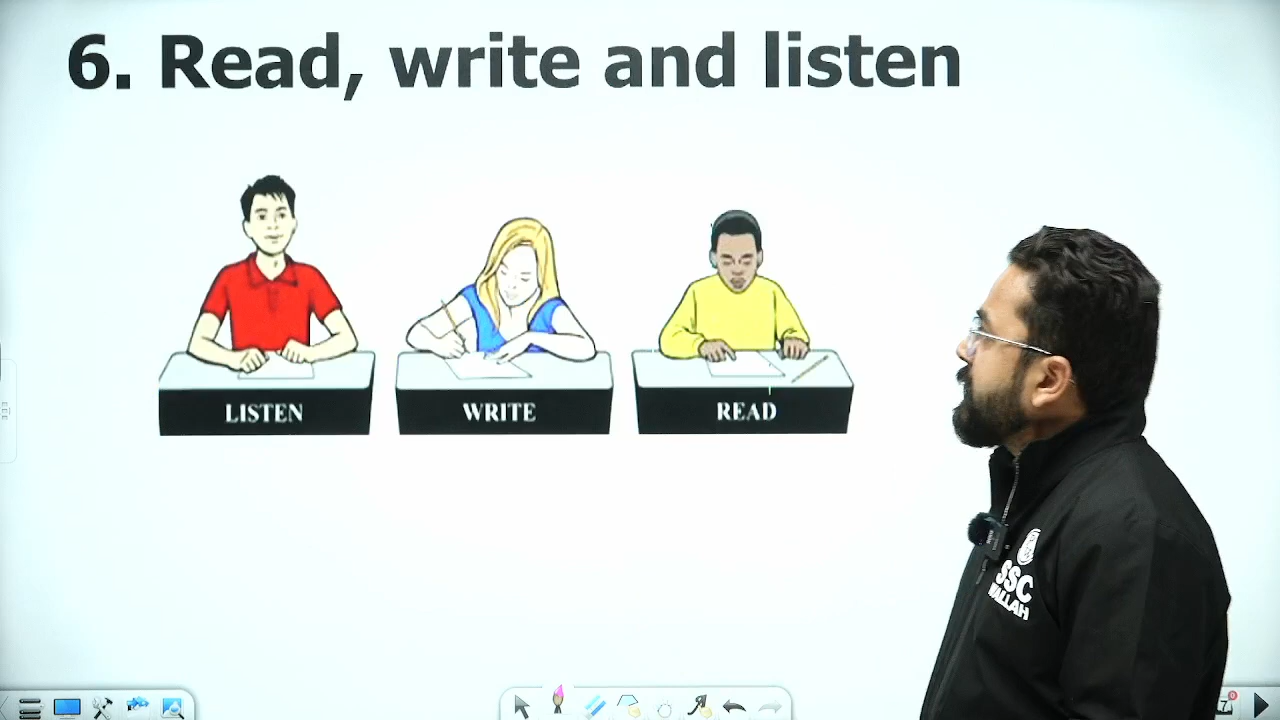 6. Read, write and listen
LISTEN
WRITE
READ
SSC
WALLAH